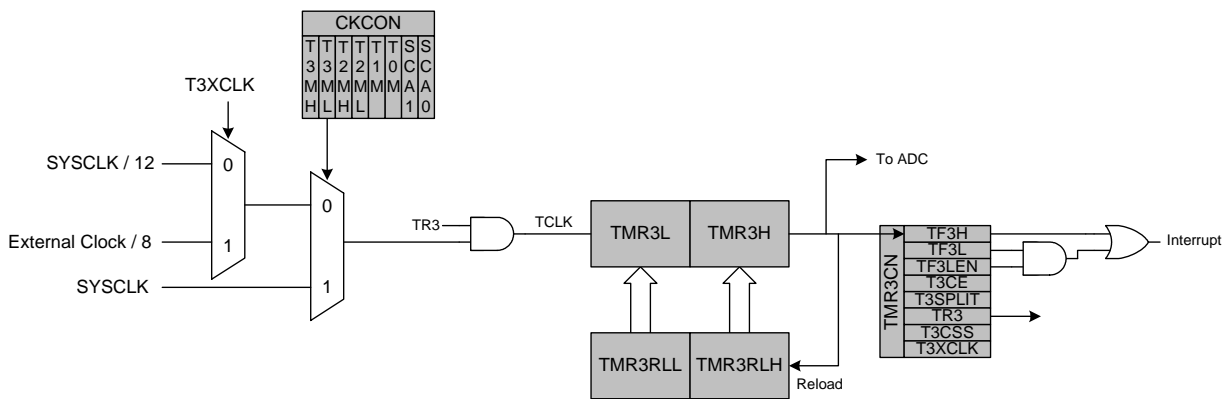 CKCON
T3MH
T3ML
T2MH
T2ML
T1M
T0M
SCA1
SCA0
T3XCLK
SYSCLK / 12
0
1
External Clock / 8
SYSCLK
0
1
TR3
TCLK
TMR3L
TMR3H
To ADC
TMR3RLL
TMR3RLH
Reload
TMR3CN
TF3H
TF3L
TF3LEN
T3CE
T3SPLIT
TR3
T3CSS
T3XCLK
Interrupt